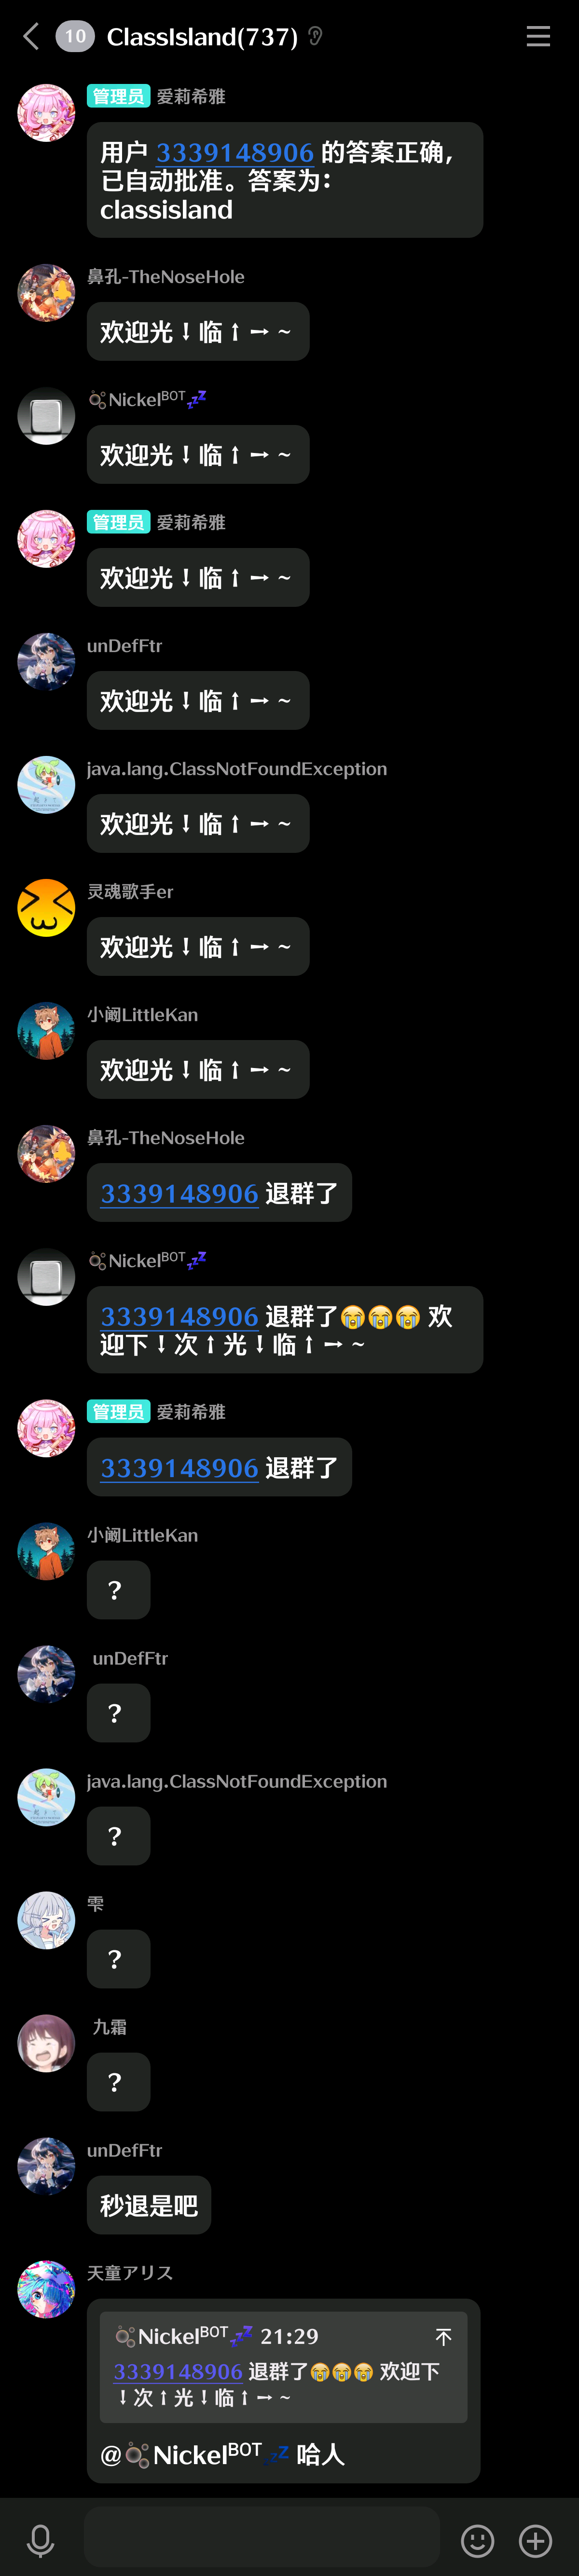 10 ClassIsland(737)
管理员 爱莉希雅
用户 3339148906 的答案正确,
已自动批准。答案为:
classisland
鼻孔-TheNoseHole
欢迎光⭣临⭡⭢~
NickelBOT💤
欢迎光⭣临⭡⭢~
管理员 爱莉希雅
欢迎光⭣临⭡⭢~
unDefFtr
欢迎光⭣临⭡⭢~
java.lang.ClassNotFoundException
欢迎光⭣临⭡⭢~
灵魂歌手er
欢迎光⭣临⭡⭢~
小阚LittleKan
欢迎光⭣临⭡⭢~
鼻孔-TheNoseHole
3339148906 退群了
NickelBOT💤
3339148906 退群了😭😭😭 欢
迎下⭣次⭡光⭣临⭡⭢~
管理员 爱莉希雅
3339148906 退群了
小阚LittleKan
?
unDefFtr
?
java.lang.ClassNotFoundException
?
雫
?
九霜
?
unDefFtr
秒退是吧
天童アリス
NickelBOT💤 21:29
3339148906 退群了😭😭😭 欢迎下
⭣次⭡光⭣临⭡⭢~
@NickelBOT💤 哈人